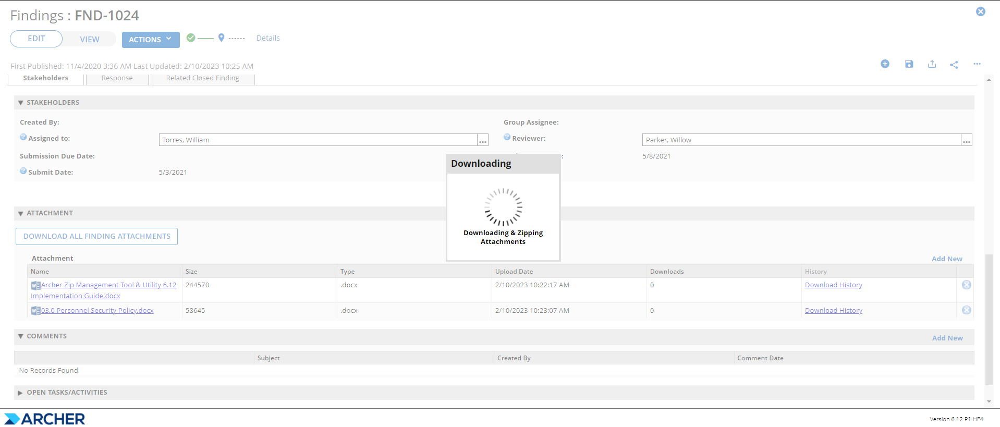 Findings : FND-1024
EDIT
VIEW
ACTIONS
Details
First Published: 11/4/2020 3:36 AM Last Updated: 2/10/2023 10:25 AM
Stakeholders
Response
Related Closed Finding
STAKEHOLDERS
Created By:
Group Assignee:
Assigned to:
Torres, William
...
Reviewer:
Parker, Willow
...
Submission Due Date:
5/8/2021
Submit Date:
5/3/2021
Downloading
Downloading & Zipping
Attachments
ATTACHMENT
DOWNLOAD ALL FINDING ATTACHMENTS
Attachment
Add New
Name
Size
Type
Upload Date
Downloads
History
Archer Zip Management Tool & Utility 6.12
Implementation Guide.docx
244570
.docx
2/10/2023 10:22:17 AM
0
Download History
03.0 Personnel Security Policy.docx
58645
.docx
2/10/2023 10:23:07 AM
0
Download History
COMMENTS
Add New
Subject
Created By
Comment Date
No Records Found
OPEN TASKS/ACTIVITIES
ARCHER
Version 6.12 P1 HF4